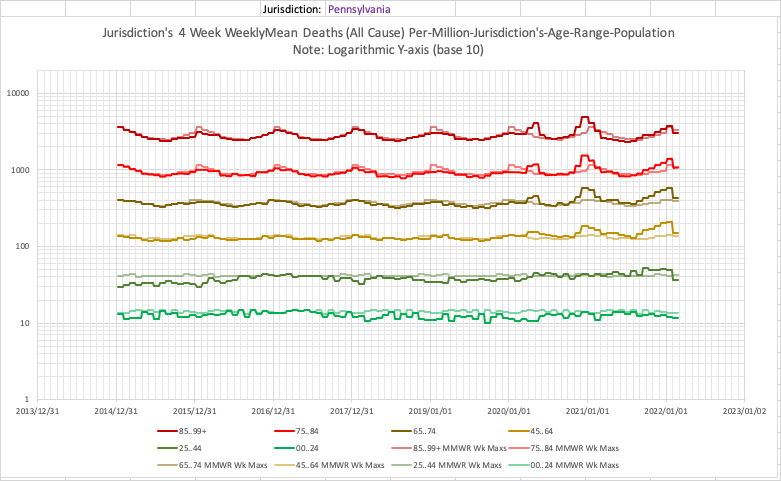 Jurisdiction: Pennsylvania
Jurisdiction's 4 Week WeeklyMean Deaths (All Cause) Per-Million-Jurisdiction's-Age-Range-Population
Note: Logarithmic Y-axis (base 10)
10000
1000
100
10
1
2013/12/31 2014/12/31 2015/12/31 2016/12/31 2017/12/31 2019/01/01 2020/01/01 2021/01/01 2022/01/01 2023/01/02
85..99+ 75..84 65..74 45..64
25..44 00..24 85..99+ MMWR Wk Maxs 75..84 MMWR Wk Maxs
65..74 MMWR Wk Maxs 45..64 MMWR Wk Maxs 25..44 MMWR Wk Maxs 00..24 MMWR Wk Maxs